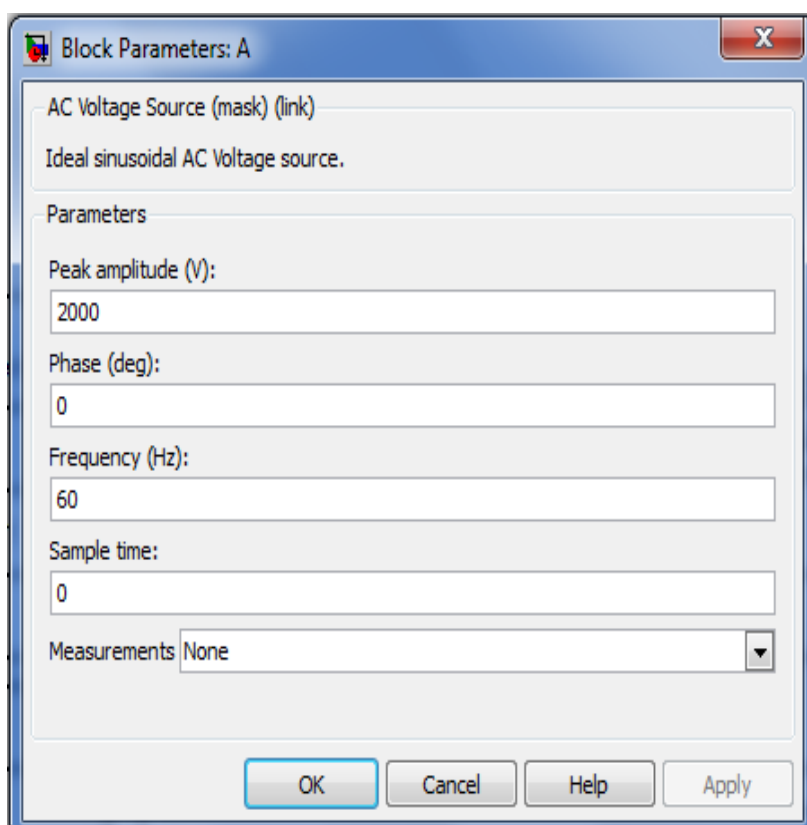 Block Parameters: A
X
AC Voltage Source (mask) (link)
Ideal sinusoidal AC Voltage source.
Parameters
Peak amplitude (V):
2000
Phase (deg):
0
Frequency (Hz):
60
Sample time:
0
Measurements None
OK Cancel Help Apply